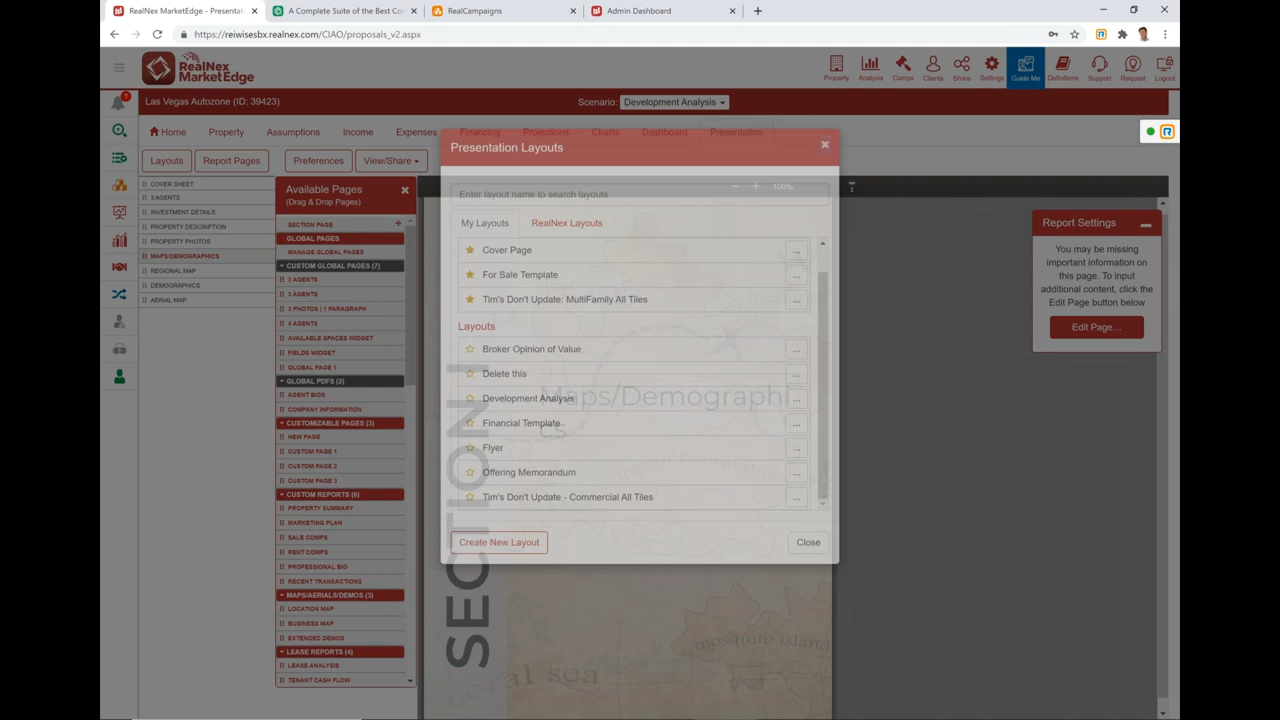 RealNex MarketEdge - Presentat
A Complete Suite of the Best Co
RealCampaigns
Admin Dashboard
https://reiwisesbx.realnex.com/CIAO/proposals_v2.aspx
RealNex
MarketEdge
Property
Analysis
Comps
Clients
Share
Settings
Guide Me
Definitions
Support
Request
Logout
7
Las Vegas Autozone (ID: 39423)
Scenario:
Development Analysis
Home
Property
Assumptions
Income
Expenses
Financing
Projections
Charts
Dashboard
Presentation
Layouts
Report Pages
Preferences
View/Share
COVER SHEET
3 AGENTS
INVESTMENT DETAILS
PROPERTY DESCRIPTION
PROPERTY PHOTOS
MAPS/DEMOGRAPHICS
REGIONAL MAP
DEMOGRAPHICS
AERIAL MAP
Available Pages
(Drag & Drop Pages)
SECTION PAGE
GLOBAL PAGES
MANAGE GLOBAL PAGES
CUSTOM GLOBAL PAGES (7)
3 AGENTS
3 AGENTS
3 PHOTOS | 1 PARAGRAPH
4 AGENTS
AVAILABLE SPACES WIDGET
FIELDS WIDGET
GLOBAL PAGE 1
GLOBAL PDFS (2)
AGENT BIOS
COMPANY INFORMATION
CUSTOMIZABLE PAGES (3)
NEW PAGE
CUSTOM PAGE 1
CUSTOM PAGE 2
CUSTOM PAGE 3
CUSTOM REPORTS (6)
PROPERTY SUMMARY
MARKETING PLAN
SALE COMPS
RENT COMPS
PROFESSIONAL BIO
RECENT TRANSACTIONS
MAPS/AERIALS/DEMOS (3)
LOCATION MAP
BUSINESS MAP
EXTENDED DEMOS
LEASE REPORTS (4)
LEASE ANALYSIS
TENANT CASH FLOW
Presentation Layouts
100%
Enter layout name to search layouts
My Layouts
RealNex Layouts
Cover Page
For Sale Template
Tim's Don't Update: MultiFamily All Tiles
Layouts
Broker Opinion of Value
Delete this
Development Analysis
Financial Template
Flyer
Offering Memorandum
Tim's Don't Update - Commercial All Tiles
Create New Layout
Close
Maps/Demographi
cs
SECTION I
mosquito island
al sea
Report Settings
You may be missing
important information on
this page. To input
additional content, click the
Edit Page button below
Edit Page...